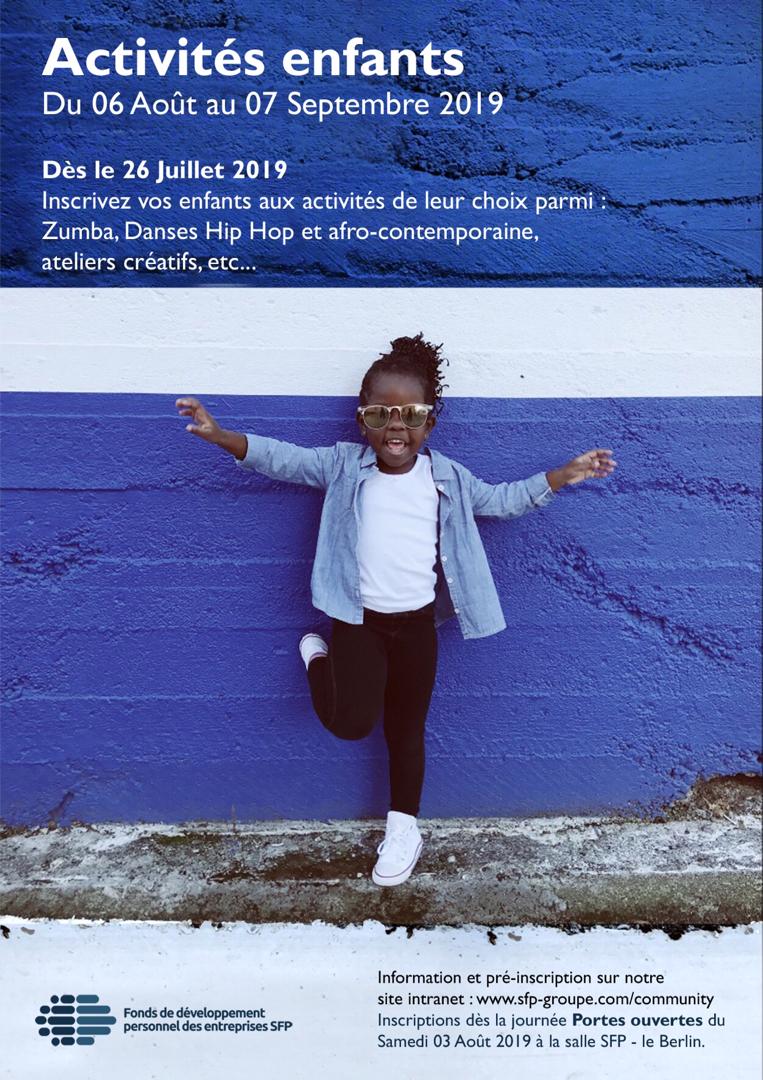 Activités enfants
Du 06 Août au 07 Septembre 2019
Dès le 26 Juillet 2019
Inscrivez vos enfants aux activités de leur choix parmi :
Zumba, Danses Hip Hop et afro-contemporaine,
ateliers créatifs, etc...
Information et pré-inscription sur notre
site intranet : www.sfp-groupe.com/community
Inscriptions dès la journée Portes ouvertes du
Samedi 03 Août 2019 à la salle SFP - le Berlin.
Fonds de développement
personnel des entreprises SFP